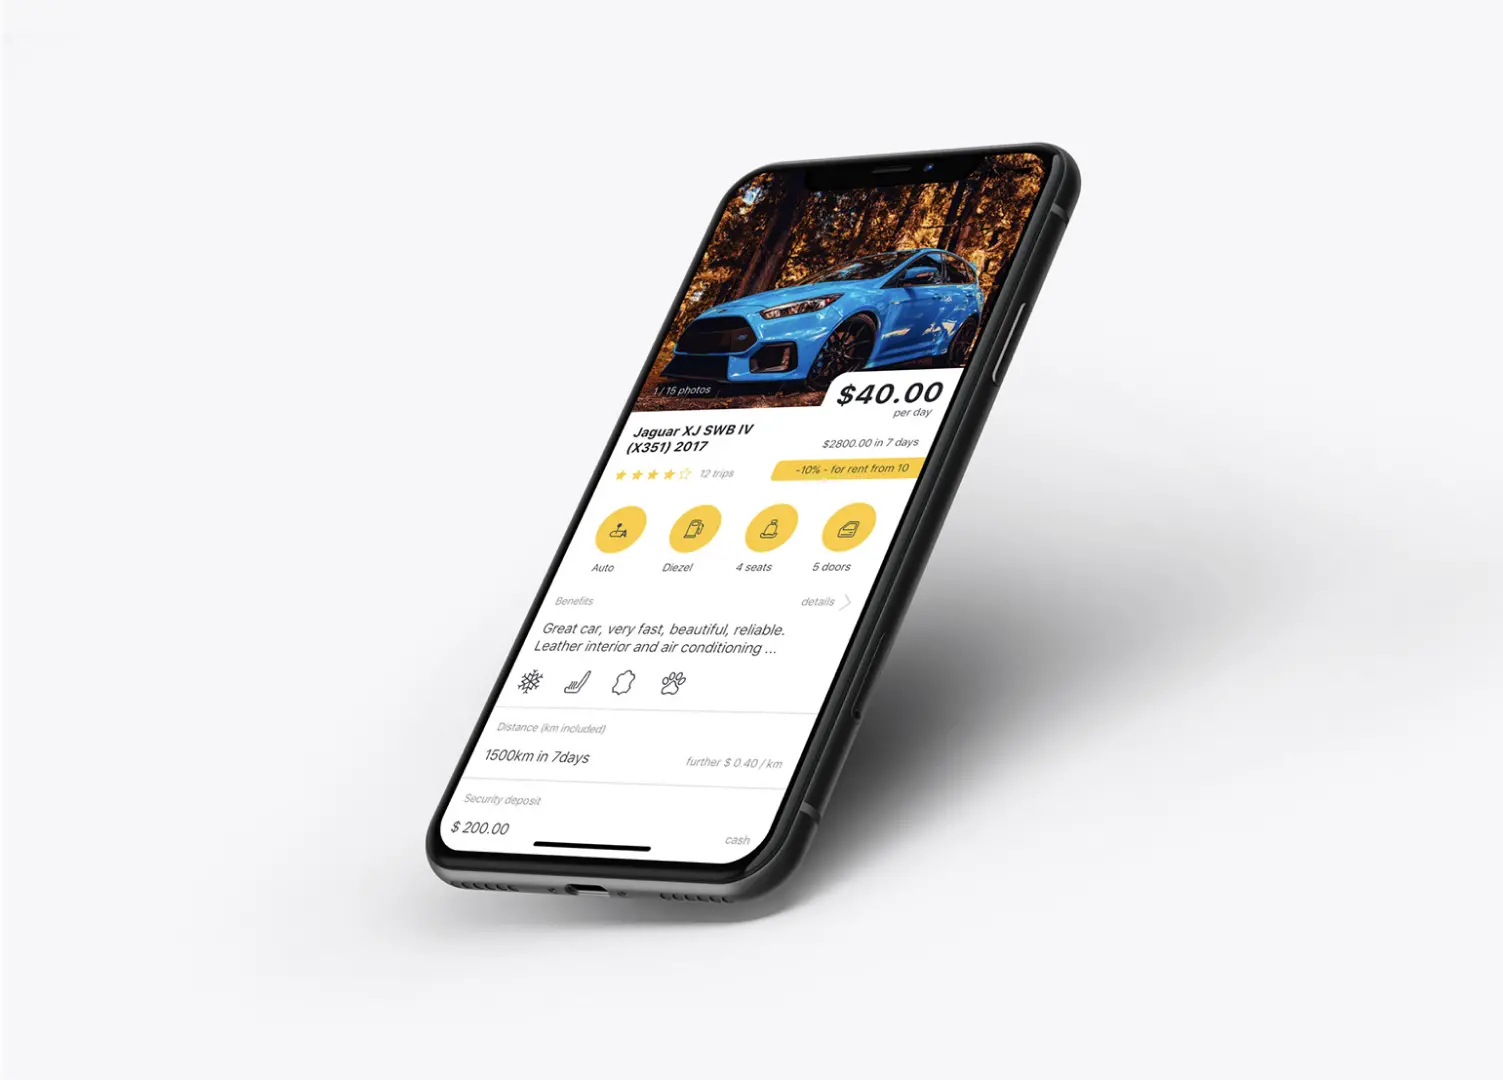 1 / 15 photos
$40.00
per day
Jaguar XJ SWB IV
(X351) 2017
$2800.00 in 7 days
12 trips
-10% - for rent from 10
Auto
Diezel
4 seats
5 doors
Benefits
details
Great car, very fast, beautiful, reliable.
Leather interior and air conditioning ...
Distance (km included)
1500km in 7days
further $ 0.40 / km
Security deposit
$ 200.00
cash